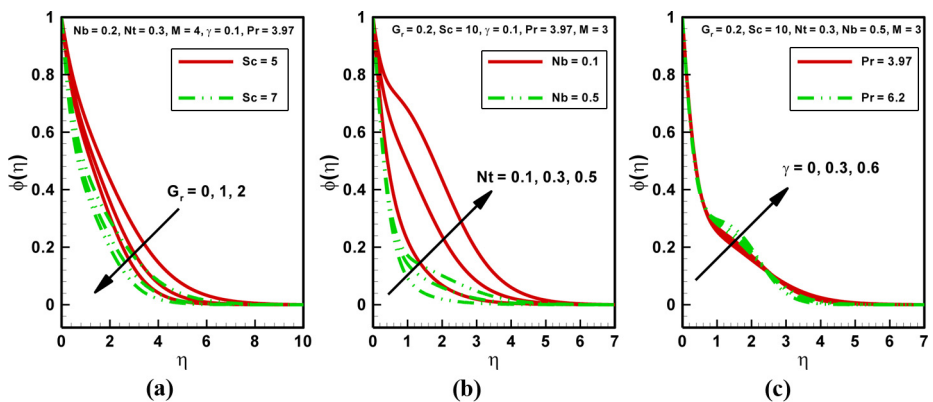 Nb = 0.2, Nt = 0.3, M = 4, γ = 0.1, Pr = 3.97
Sc = 5
Sc = 7
G_r = 0, 1, 2
ϕ(η)
1
0.8
0.6
0.4
0.2
0
0 2 4 6 8 10
η
(a)
G_r = 0.2, Sc = 10, γ = 0.1, Pr = 3.97, M = 3
Nb = 0.1
Nb = 0.5
Nt = 0.1, 0.3, 0.5
ϕ(η)
1
0.8
0.6
0.4
0.2
0
0 1 2 3 4 5 6 7
η
(b)
G_r = 0.2, Sc = 10, Nt = 0.3, Nb = 0.5, M = 3
Pr = 3.97
Pr = 6.2
γ = 0, 0.3, 0.6
ϕ(η)
1
0.8
0.6
0.4
0.2
0
0 1 2 3 4 5 6 7
η
(c)